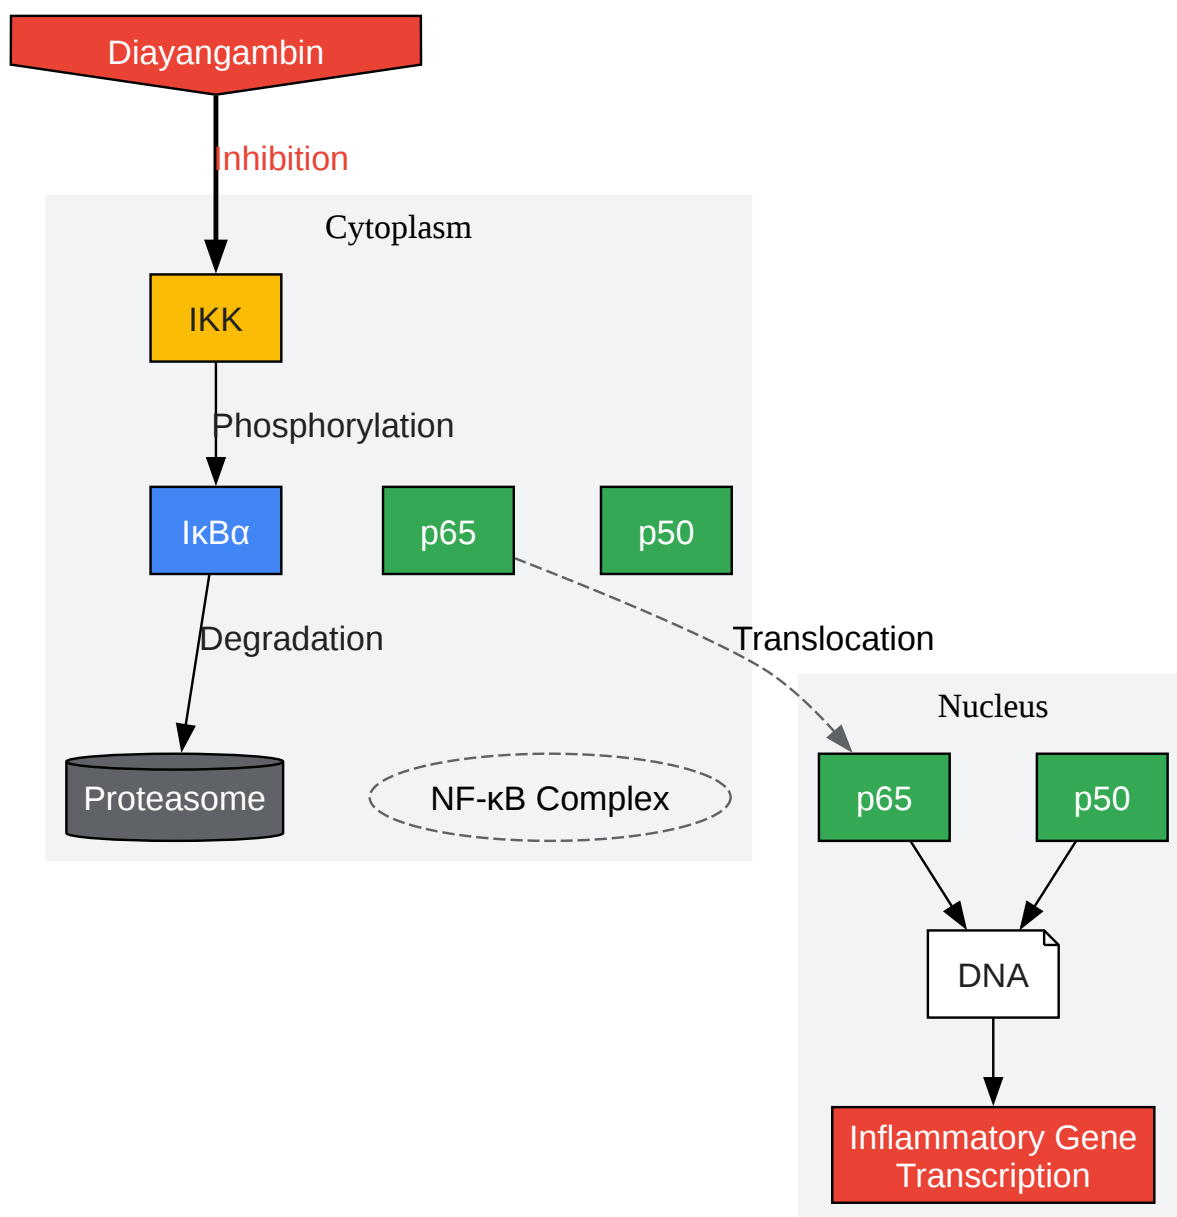 Diayangambin
Inhibition
Cytoplasm
IKK
Phosphorylation
IκBα
p65
p50
Degradation
Translocation
Nucleus
Proteasome
NF-κB Complex
p65
p50
DNA
Inflammatory Gene
Transcription